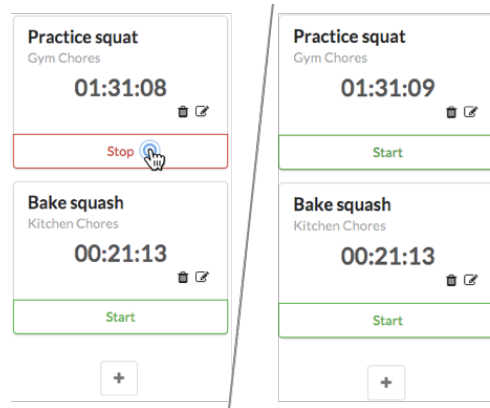 Practice squat
Gym Chores
01:31:08
Stop
Bake squash
Kitchen Chores
00:21:13
Start
+
Practice squat
Gym Chores
01:31:09
Start
Bake squash
Kitchen Chores
00:21:13
Start
+